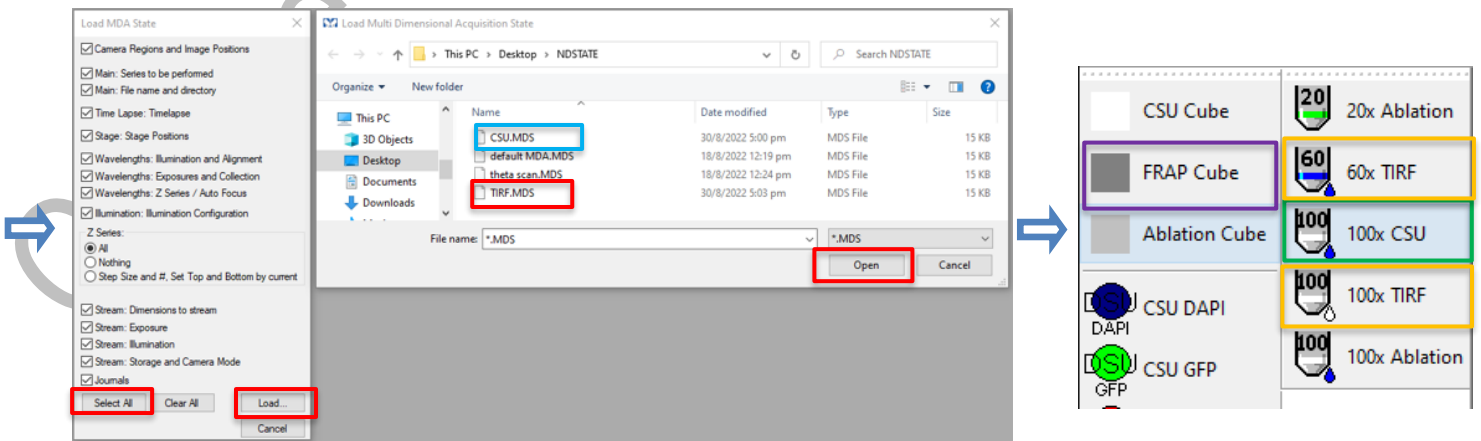 Load MDA State
Camera Regions and Image Positions
Main: Series to be performed
Main: File name and directory
Time Lapse: Timelapse
Stage: Stage Positions
Wavelengths: Illumination and Alignment
Wavelengths: Exposures and Collection
Wavelengths: Z Series / Auto Focus
Illumination: Illumination Configuration
Z Series:
All
Nothing
Step Size and #, Set Top and Bottom by current
Stream: Dimensions to stream
Stream: Exposure
Stream: Illumination
Stream: Storage and Camera Mode
Journals
Select All Clear All Load...
Cancel
Load Multi Dimensional Acquisition State
This PC > Desktop > NDSTATE
Search NDSTATE
Organize New folder
This PC
3D Objects
Desktop
Documents
Downloads
Name Date modified Type Size
CSU.MDS 30/8/2022 5:00 pm MDS File 15 KB
default MDA.MDS 18/8/2022 12:19 pm MDS File 15 KB
theta scan.MDS 18/8/2022 12:24 pm MDS File 15 KB
TIRF.MDS 30/8/2022 5:03 pm MDS File 15 KB
File name: *.MDS *.MDS
Open Cancel
CSU Cube
FRAP Cube
Ablation Cube
DSU CSU DAPI
DAPI
DSU CSU GFP
GFP
20 20x Ablation
60 60x TIRF
100 100x CSU
100 100x TIRF
100 100x Ablation